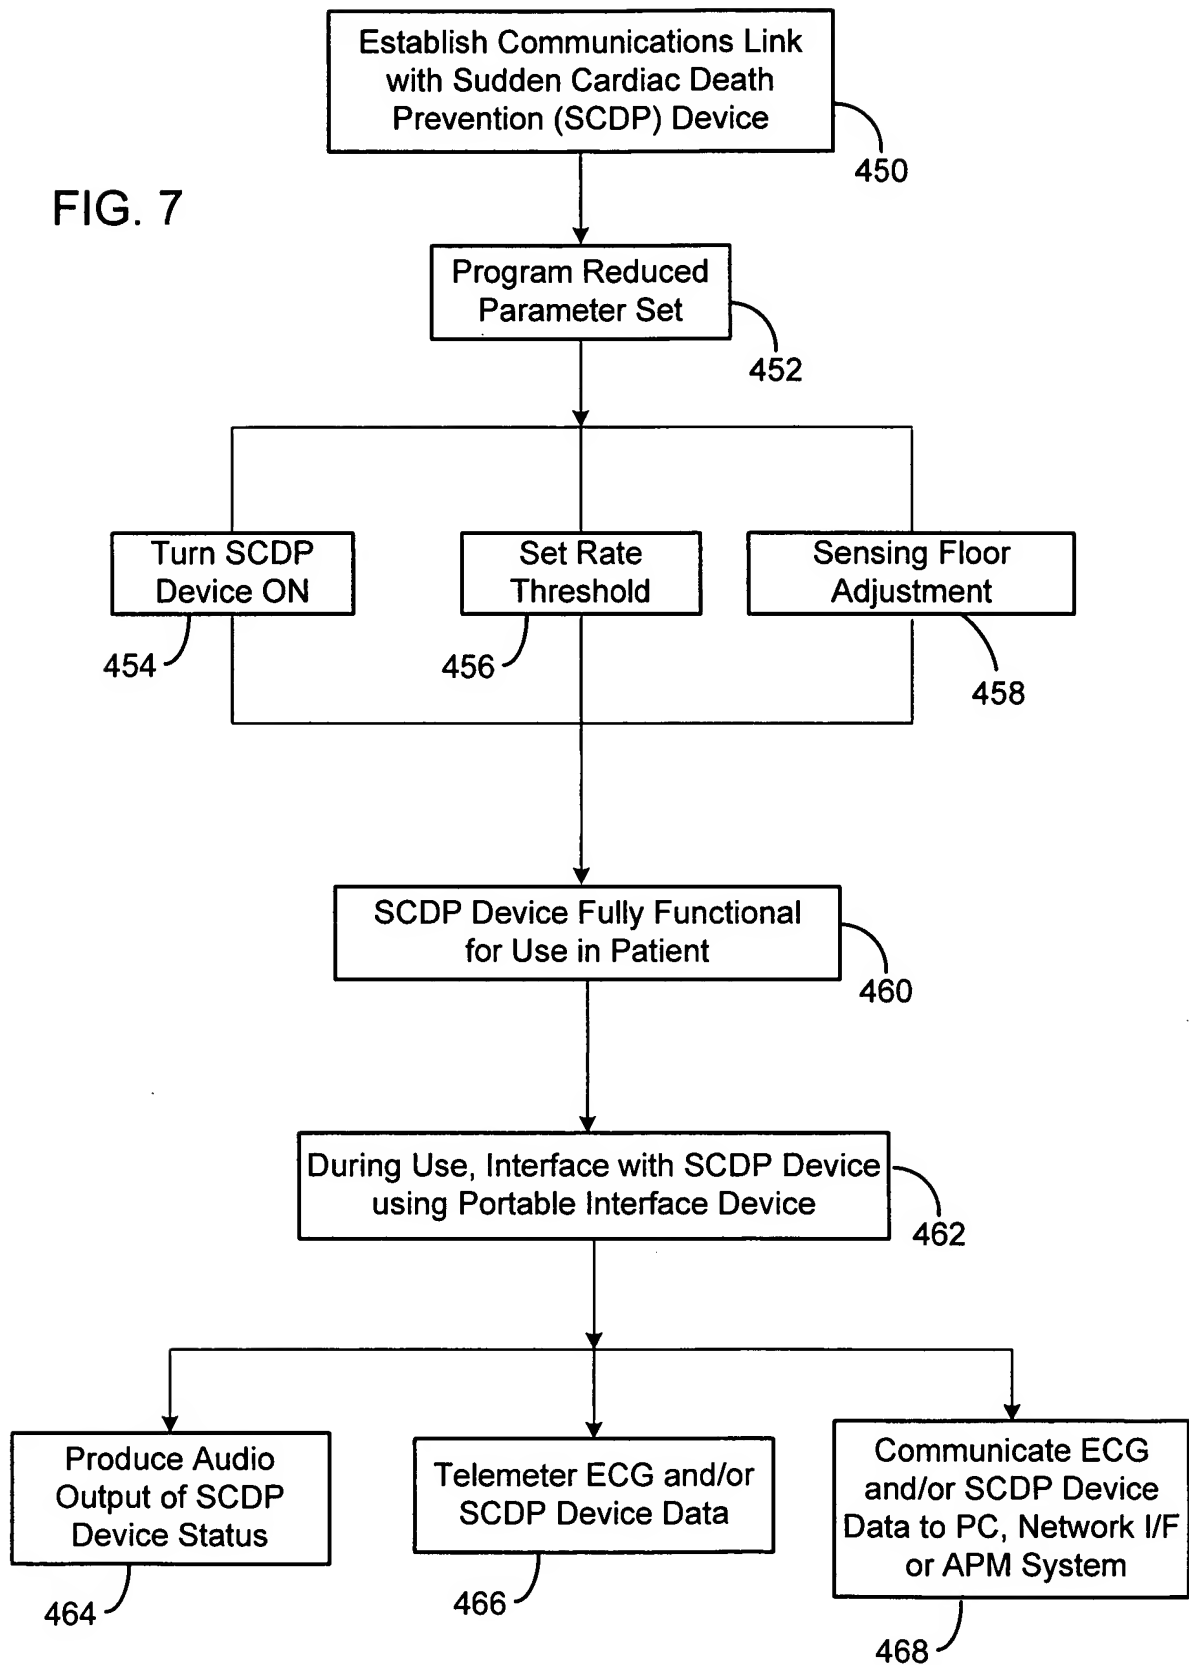 Establish Communications Link
with Sudden Cardiac Death
Prevention (SCDP) Device
450
FIG. 7
Program Reduced
Parameter Set
452
Turn SCDP
Device ON
454
Set Rate
Threshold
456
Sensing Floor
Adjustment
458
SCDP Device Fully Functional
for Use in Patient
460
During Use, Interface with SCDP Device
using Portable Interface Device
462
Produce Audio
Output of SCDP
Device Status
464
Telemeter ECG and/or
SCDP Device Data
466
Communicate ECG
and/or SCDP Device
Data to PC, Network I/F
or APM System
468